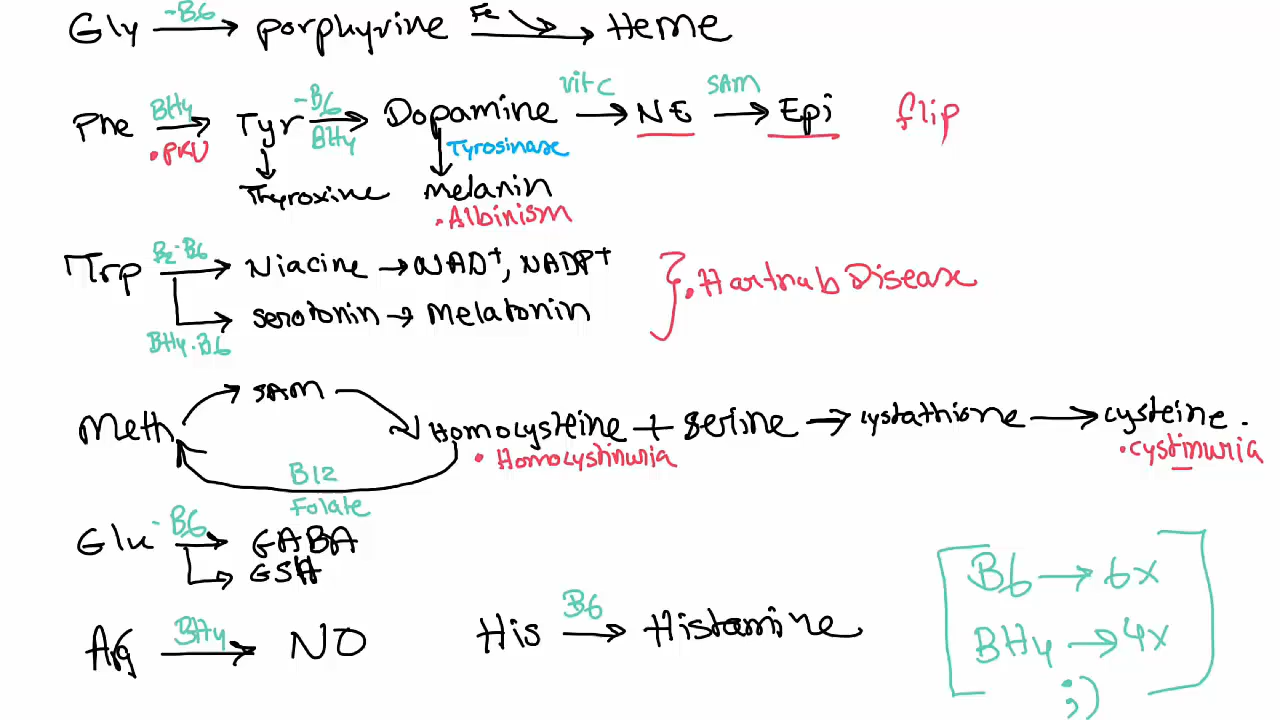 Gly -B6 → porphyrine Fe → Heme
Phe BH4 → Tyr -B6 BH4 → Dopamine vit C → NE SAM → Epi flip
•PKU Tyrosinase
Thyroxine melanin
•Albinism
Trp B2-B6 → Niacine → NAD+, NADP+
•Hartnub Disease
serotonin → Melatonin
BH4·B6
SAM
Meth Homocysteine + serine → cystathione → cysteine.
•Homocystinuria •cystinuria
B12
Folate
Glu -B6 → GABA
GSH
B6 → 6x
Arg BH4 → NO His B6 → Histamine
BH4 → 4x
;)